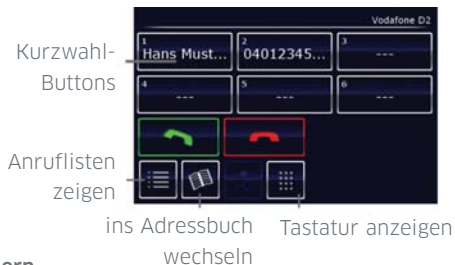 Vodafone D2
Kurzwahl-
Buttons
1 Hans Must... 2 04012345... 3 ---
4 --- 5 --- 6 ---
Anruflisten
zeigen
ins Adressbuch
wechseln
Tastatur anzeigen
ern